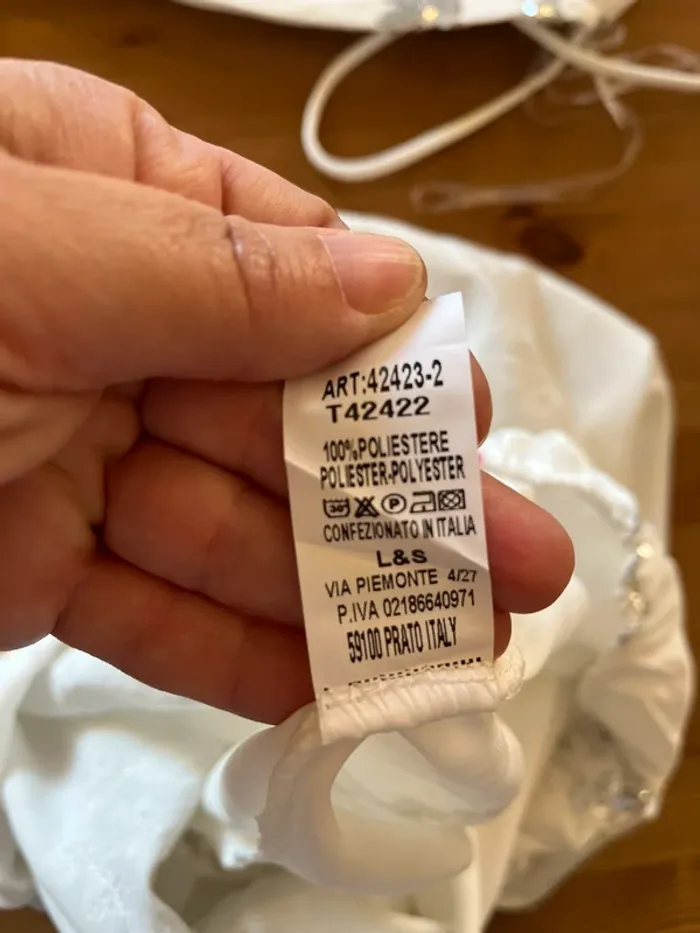 ART:42423-2
T42422
100%POLIESTERE
POLIESTER-POLYESTER
30° P
CONFEZIONATO IN ITALIA
L&S
VIA PIEMONTE 4/27
P.IVA 02186640971
59100 PRATO ITALY